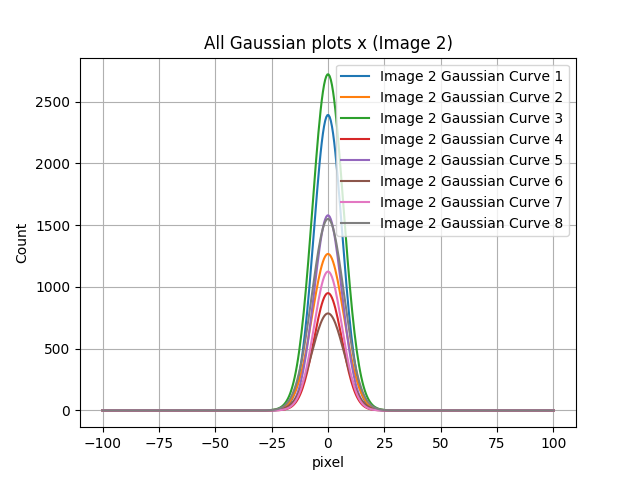 All Gaussian plots x (Image 2)
Image 2 Gaussian Curve 1
Image 2 Gaussian Curve 2
Image 2 Gaussian Curve 3
Image 2 Gaussian Curve 4
Image 2 Gaussian Curve 5
Image 2 Gaussian Curve 6
Image 2 Gaussian Curve 7
Image 2 Gaussian Curve 8
2500
2000
1500
1000
500
0
Count
−100 −75 −50 −25 0 25 50 75 100
pixel